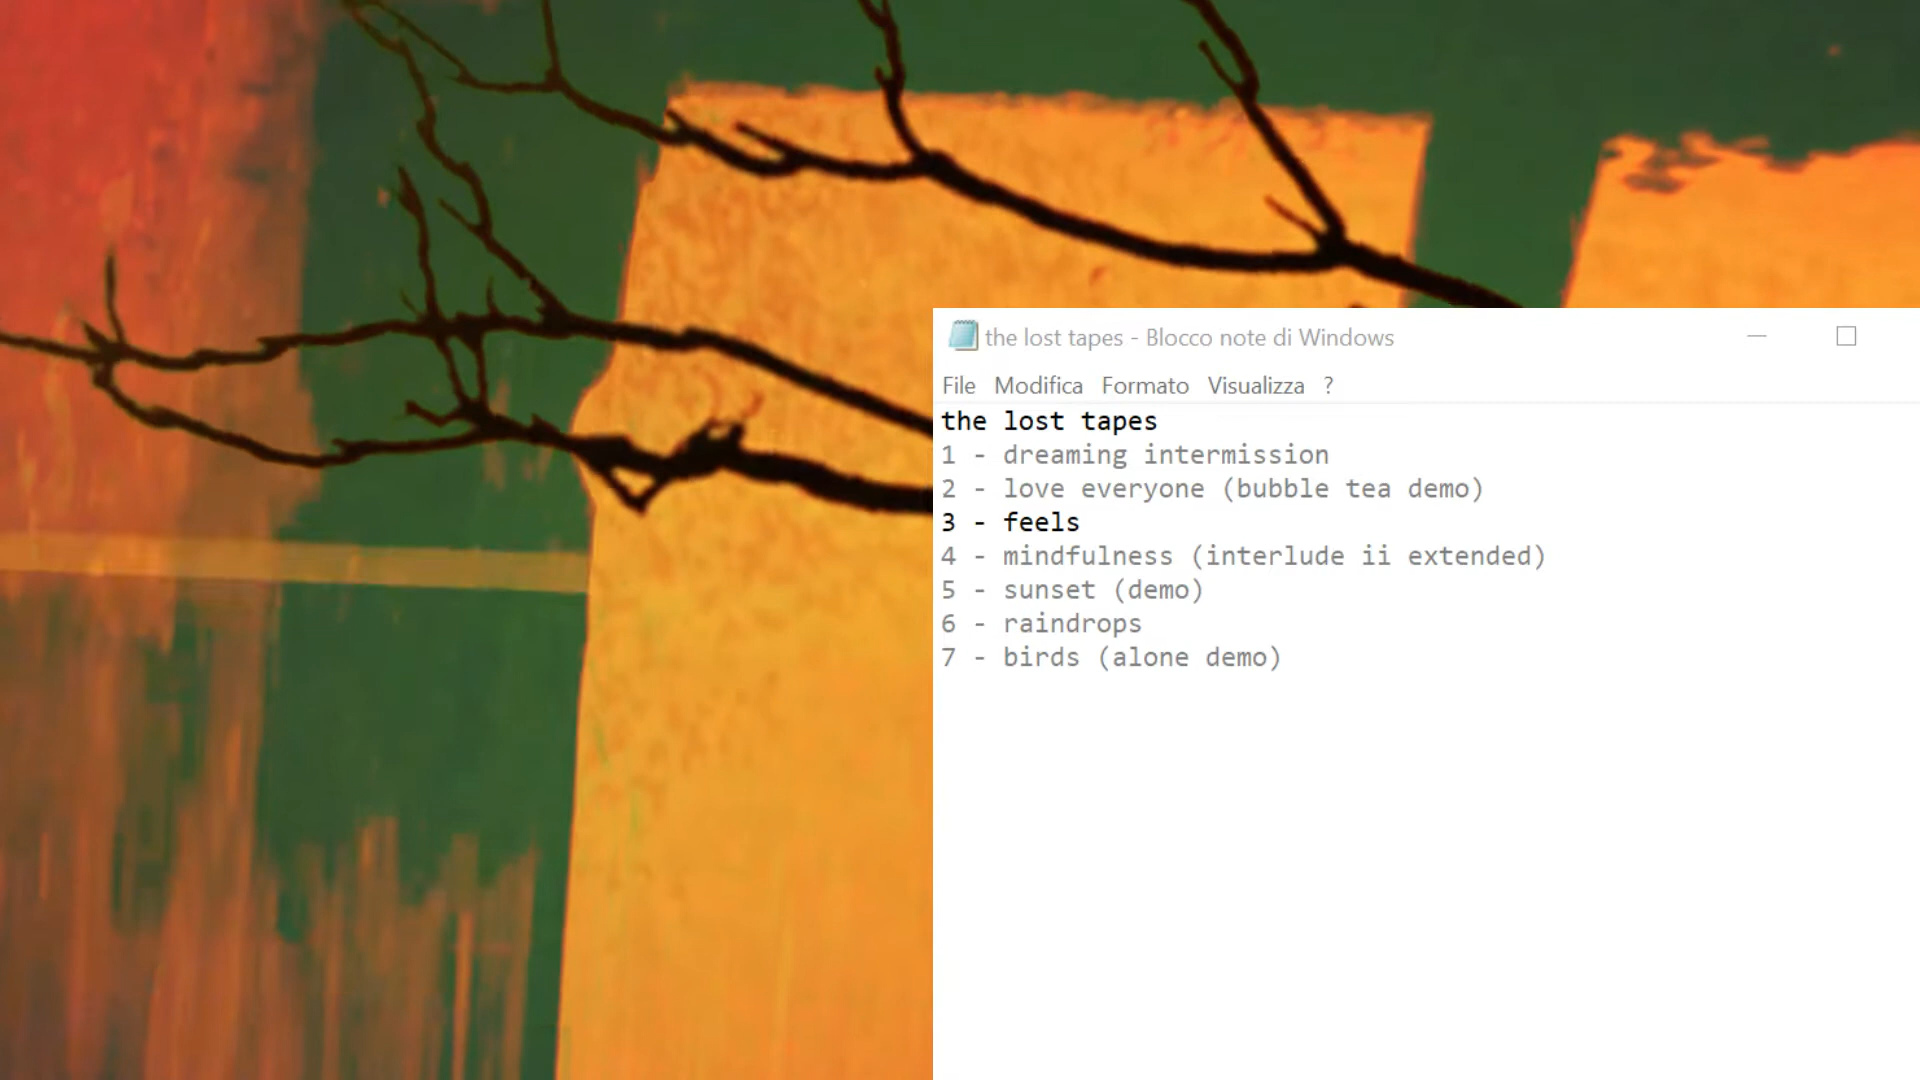 the lost tapes - Blocco note di Windows
File Modifica Formato Visualizza ?
the lost tapes
1 - dreaming intermission
2 - love everyone (bubble tea demo)
3 - feels
4 - mindfulness (interlude ii extended)
5 - sunset (demo)
6 - raindrops
7 - birds (alone demo)